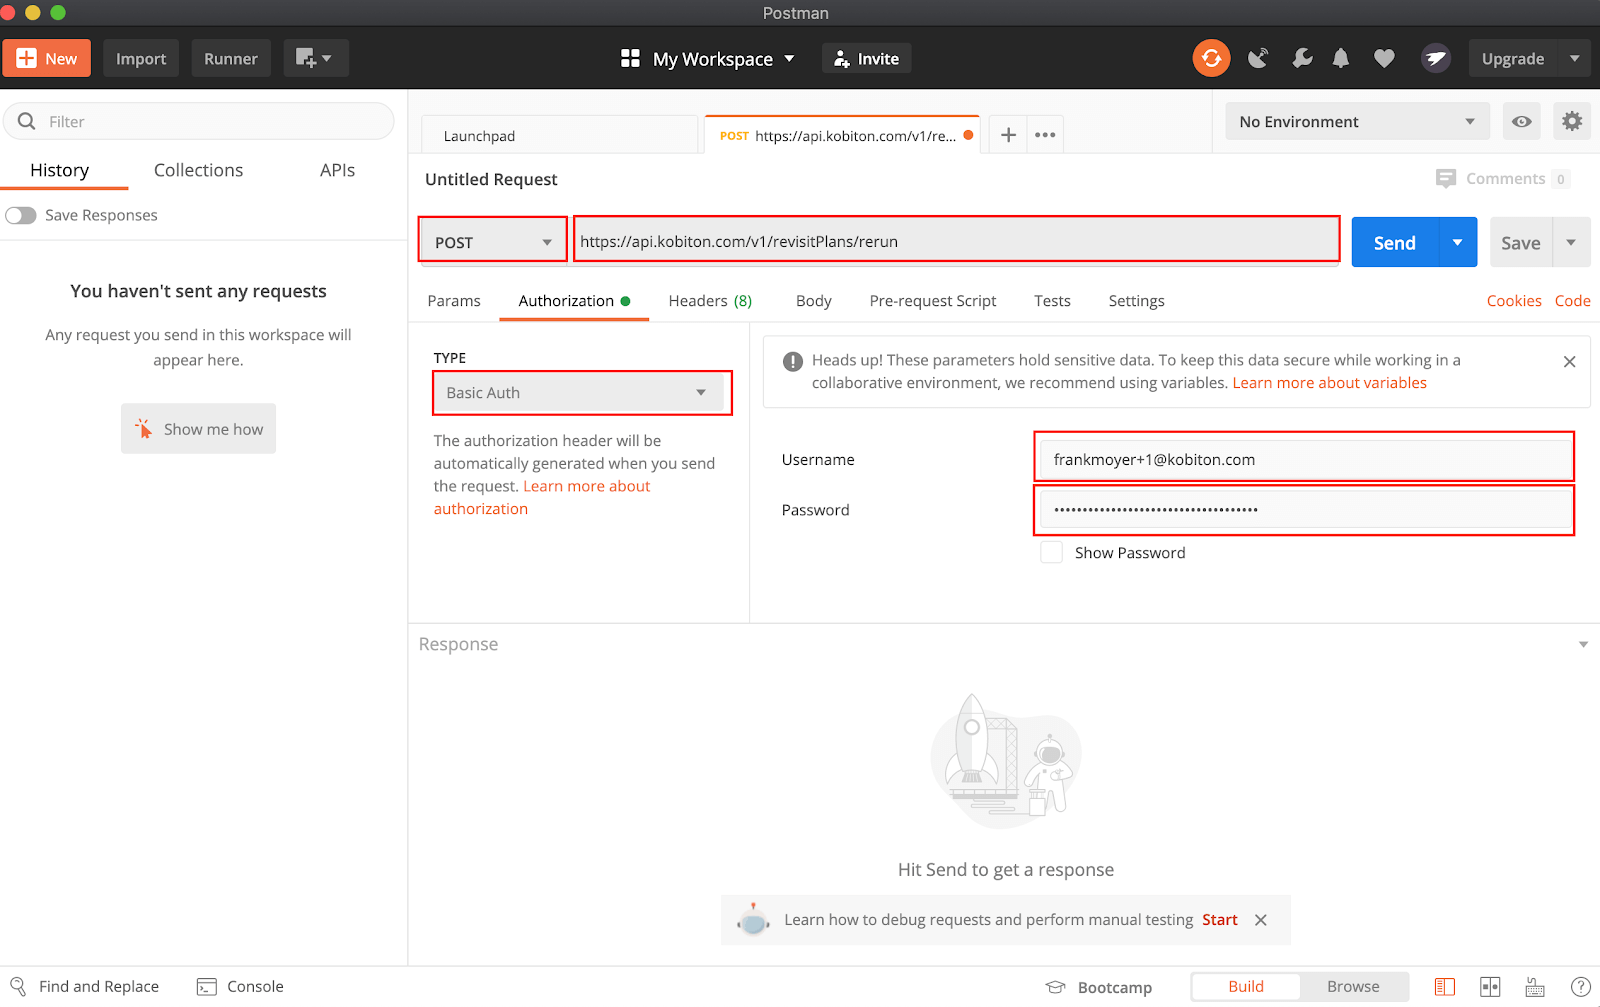 Postman
New
Import
Runner
My Workspace
Invite
Upgrade
Filter
History
Collections
APIs
Save Responses
You haven't sent any requests
Any request you send in this workspace will
appear here.
Show me how
Launchpad
POST https://api.kobiton.com/v1/re...
No Environment
Untitled Request
Comments 0
POST
https://api.kobiton.com/v1/revisitPlans/rerun
Send
Save
Params
Authorization
Headers (8)
Body
Pre-request Script
Tests
Settings
Cookies
Code
TYPE
Basic Auth
The authorization header will be
automatically generated when you send
the request. Learn more about
authorization
Heads up! These parameters hold sensitive data. To keep this data secure while working in a
collaborative environment, we recommend using variables. Learn more about variables
Username
frankmoyer+1@kobiton.com
Password
••••••••••••••••••••••••••••••••••••
Show Password
Response
Hit Send to get a response
Learn how to debug requests and perform manual testing Start
Find and Replace
Console
Bootcamp
Build
Browse